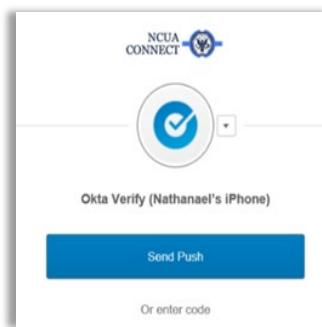 NCUA
CONNECT
Okta Verify (Nathanael's iPhone)
Send Push
Or enter code